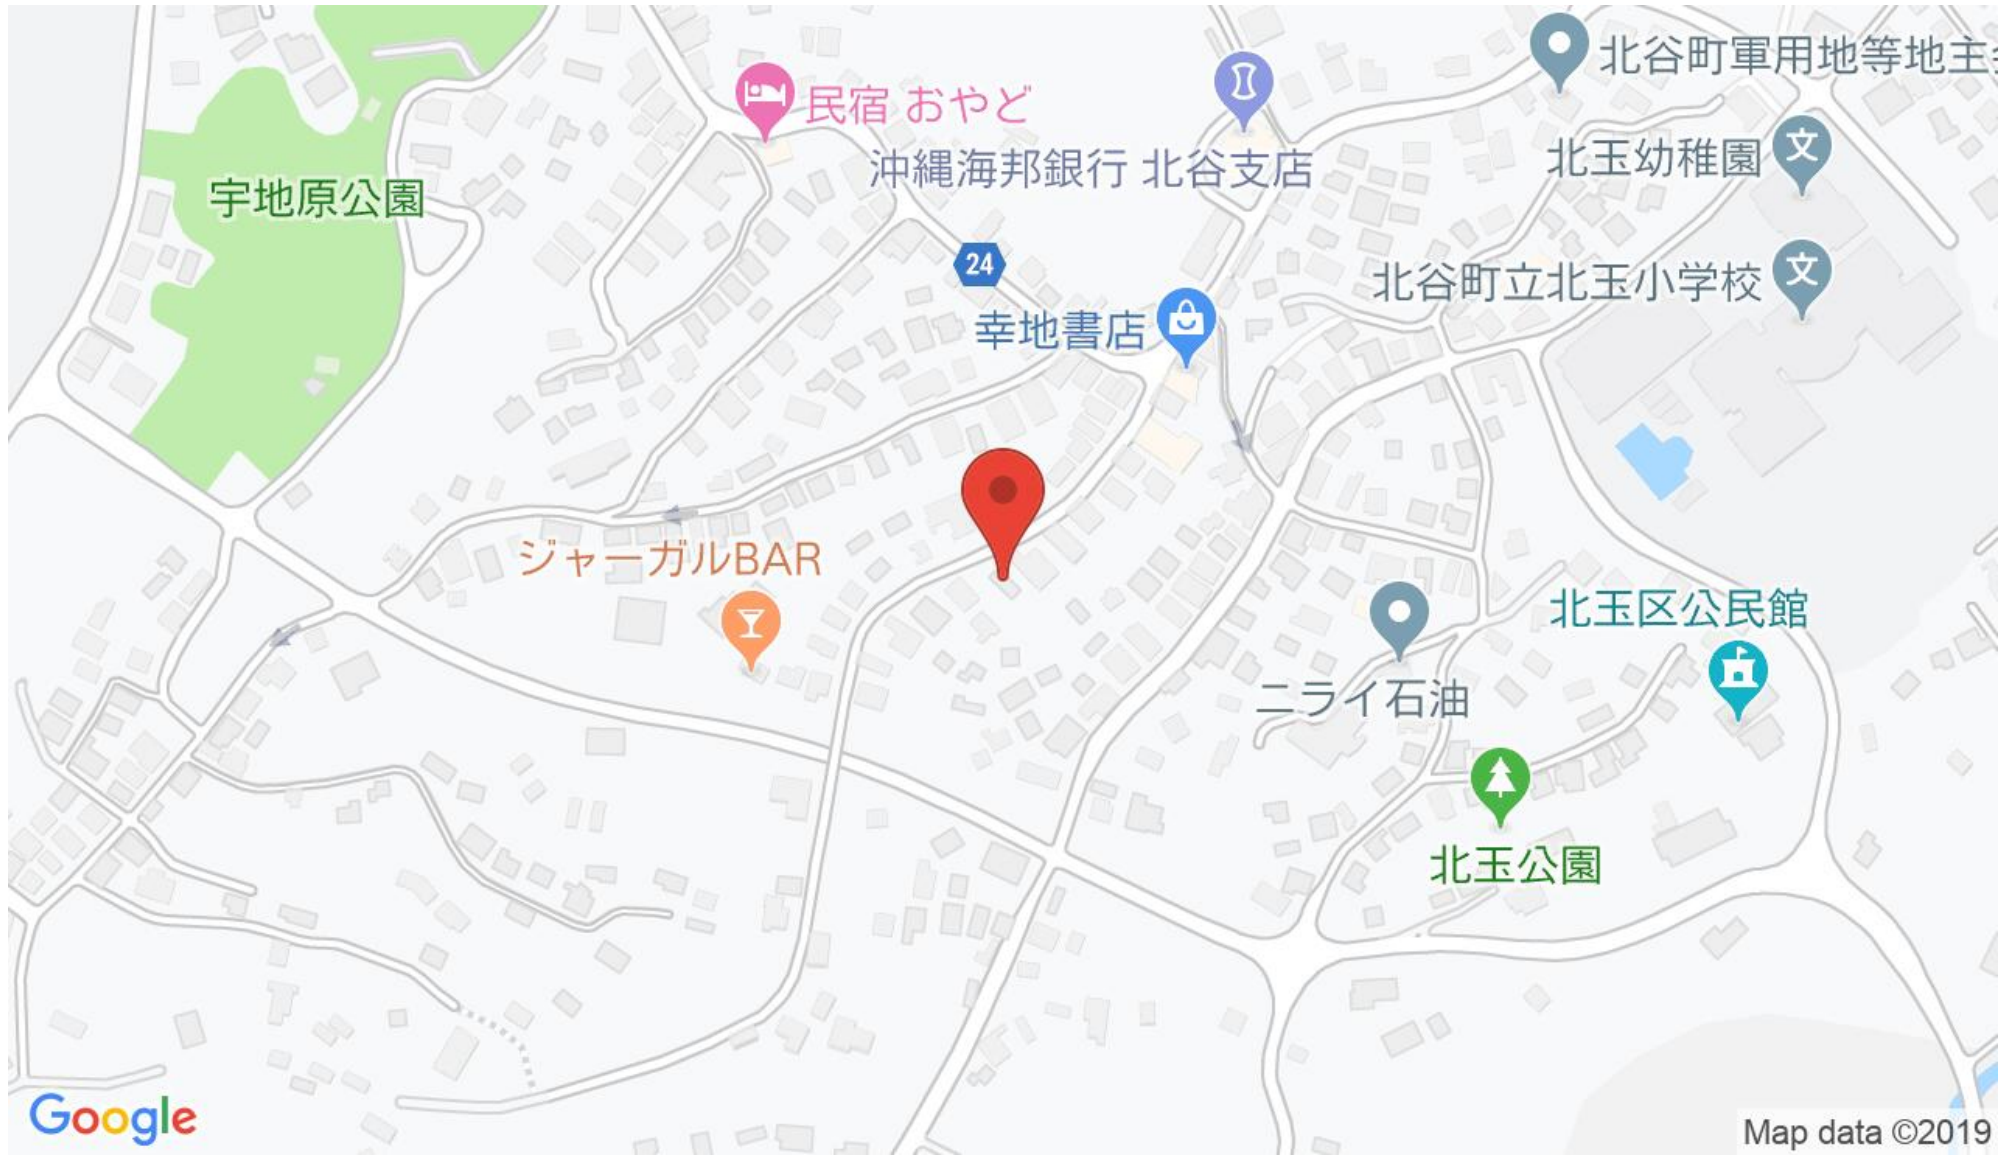 北谷町軍用地等地主
民宿 おやど
沖縄海邦銀行 北谷支店
北玉幼稚園
文
宇地原公園
24
北谷町立北玉小学校
文
幸地書店
ジャーガルBAR
北玉区公民館
ニライ石油
北玉公園
Google
Map data ©2019